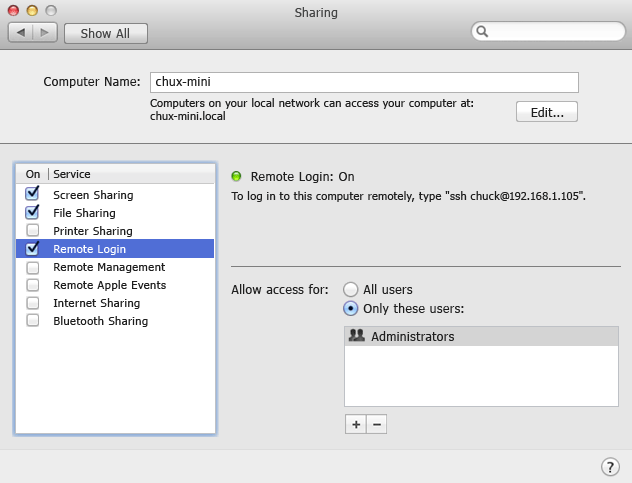 Sharing
Show All
Computer Name: chux-mini
Computers on your local network can access your computer at:
chux-mini.local
Edit...
On Service
Screen Sharing
File Sharing
Printer Sharing
Remote Login
Remote Management
Remote Apple Events
Internet Sharing
Bluetooth Sharing
Remote Login: On
To log in to this computer remotely, type "ssh chuck@192.168.1.105".
Allow access for:
All users
Only these users:
Administrators
+ −
?